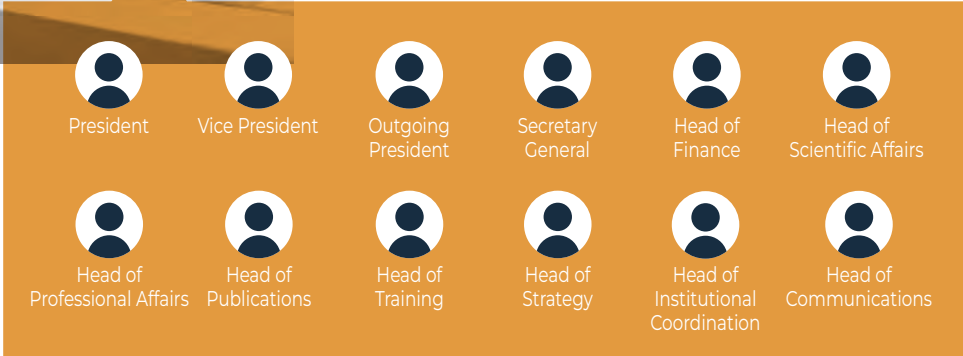 President
Vice President
Outgoing
President
Secretary
General
Head of
Finance
Head of
Scientific Affairs
Head of
Professional Affairs
Head of
Publications
Head of
Training
Head of
Strategy
Head of
Institutional
Coordination
Head of
Communications